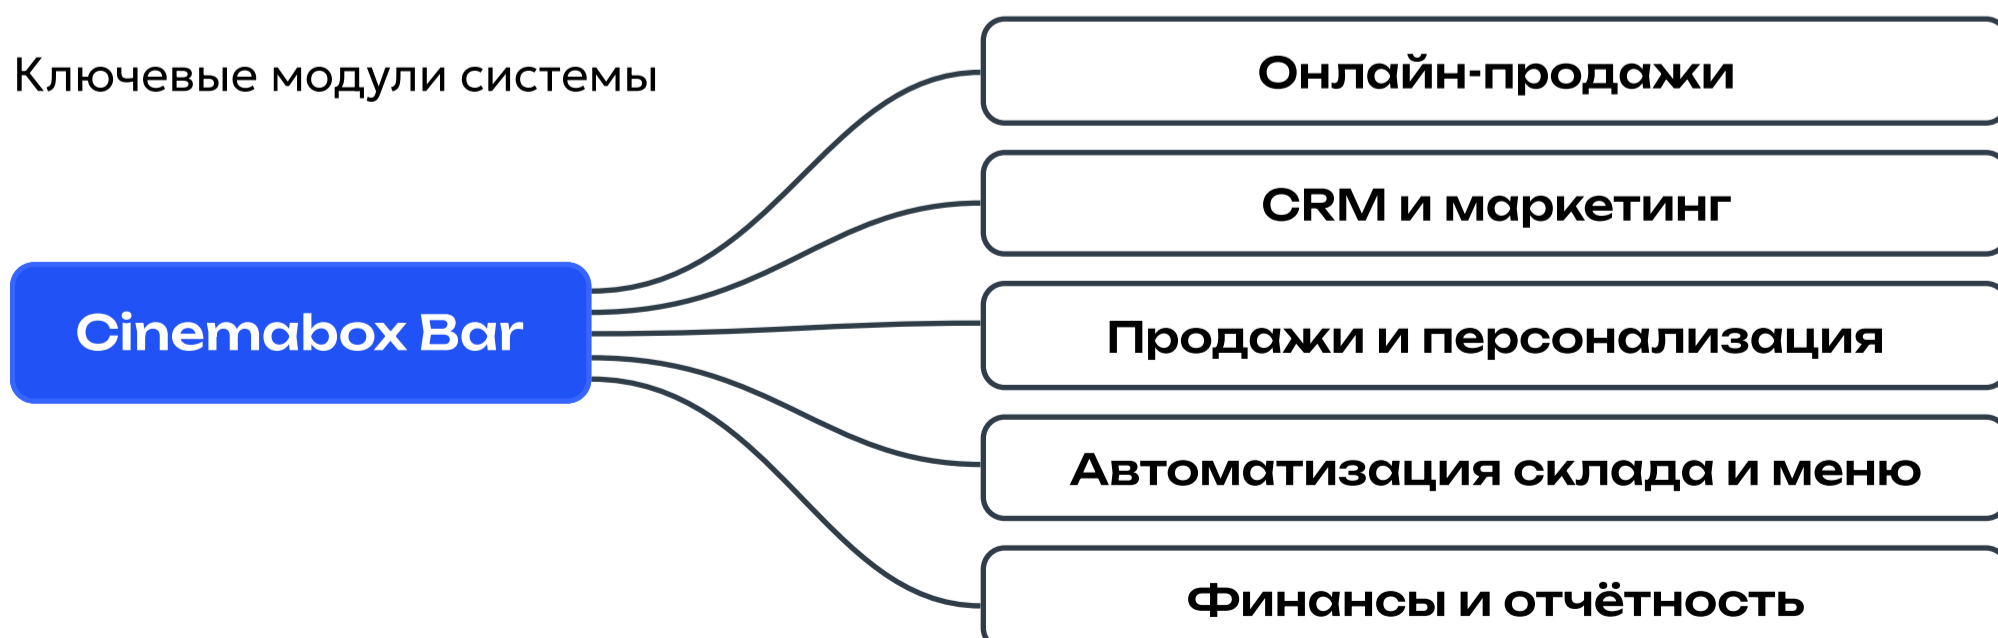 Ключевые модули системы
Cinemabox Bar
Онлайн-продажи
CRM и маркетинг
Продажи и персонализация
Автоматизация склада и меню
Финансы и отчётность